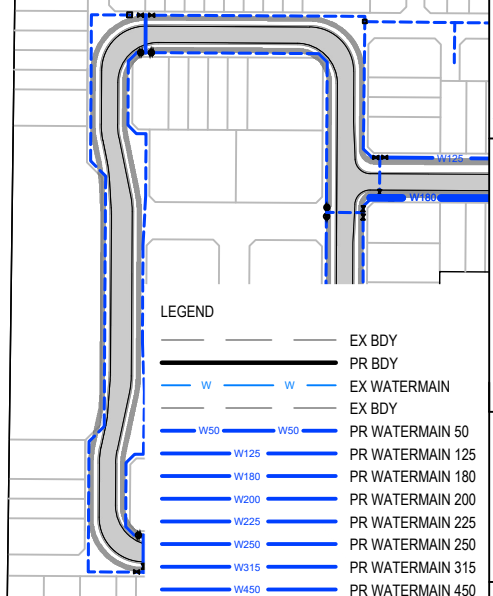 W125
W180
LEGEND
EX BDY
PR BDY
W W EX WATERMAIN
EX BDY
W50 W50 PR WATERMAIN 50
W125 PR WATERMAIN 125
W180 PR WATERMAIN 180
W200 PR WATERMAIN 200
W225 PR WATERMAIN 225
W250 PR WATERMAIN 250
W315 PR WATERMAIN 315
W450 PR WATERMAIN 450